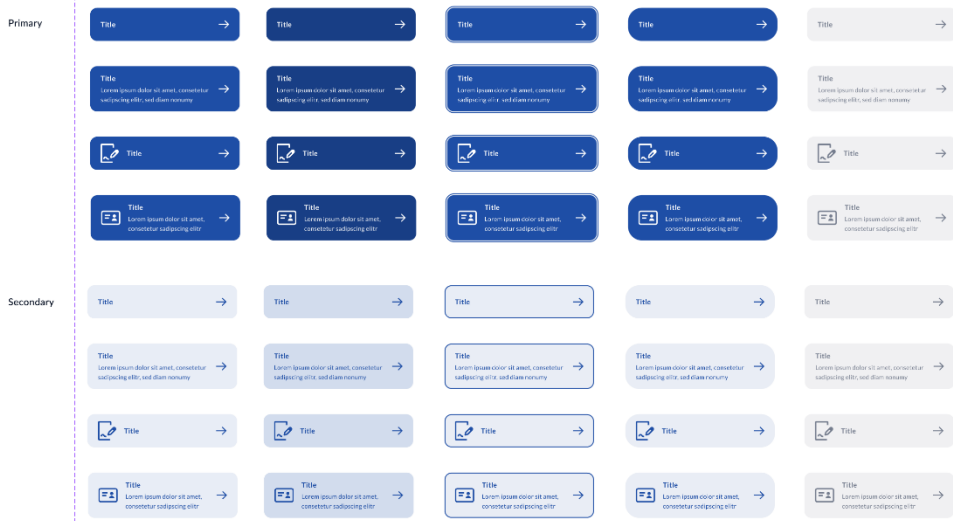 Primary
Title
Title
Title
Title
Title
Title
Lorem ipsum dolor sit amet, consetetur
sadipscing elitr, sed diam nonumy
Title
Lorem ipsum dolor sit amet, consetetur
sadipscing elitr, sed diam nonumy
Title
Lorem ipsum dolor sit amet, consetetur
sadipscing elitr, sed diam nonumy
Title
Lorem ipsum dolor sit amet, consetetur
sadipscing elitr, sed diam nonumy
Title
Lorem ipsum dolor sit amet, consetetur
sadipscing elitr, sed diam nonumy
Title
Title
Title
Title
Title
Title
Lorem ipsum dolor sit amet,
consetetur sadipscing elitr
Title
Lorem ipsum dolor sit amet,
consetetur sadipscing elitr
Title
Lorem ipsum dolor sit amet,
consetetur sadipscing elitr
Title
Lorem ipsum dolor sit amet,
consetetur sadipscing elitr
Title
Lorem ipsum dolor sit amet,
consetetur sadipscing elitr
Secondary
Title
Title
Title
Title
Title
Title
Lorem ipsum dolor sit amet, consetetur
sadipscing elitr, sed diam nonumy
Title
Lorem ipsum dolor sit amet, consetetur
sadipscing elitr, sed diam nonumy
Title
Lorem ipsum dolor sit amet, consetetur
sadipscing elitr, sed diam nonumy
Title
Lorem ipsum dolor sit amet, consetetur
sadipscing elitr, sed diam nonumy
Title
Lorem ipsum dolor sit amet, consetetur
sadipscing elitr, sed diam nonumy
Title
Title
Title
Title
Title
Title
Lorem ipsum dolor sit amet,
consetetur sadipscing elitr
Title
Lorem ipsum dolor sit amet,
consetetur sadipscing elitr
Title
Lorem ipsum dolor sit amet,
consetetur sadipscing elitr
Title
Lorem ipsum dolor sit amet,
consetetur sadipscing elitr
Title
Lorem ipsum dolor sit amet,
consetetur sadipscing elitr